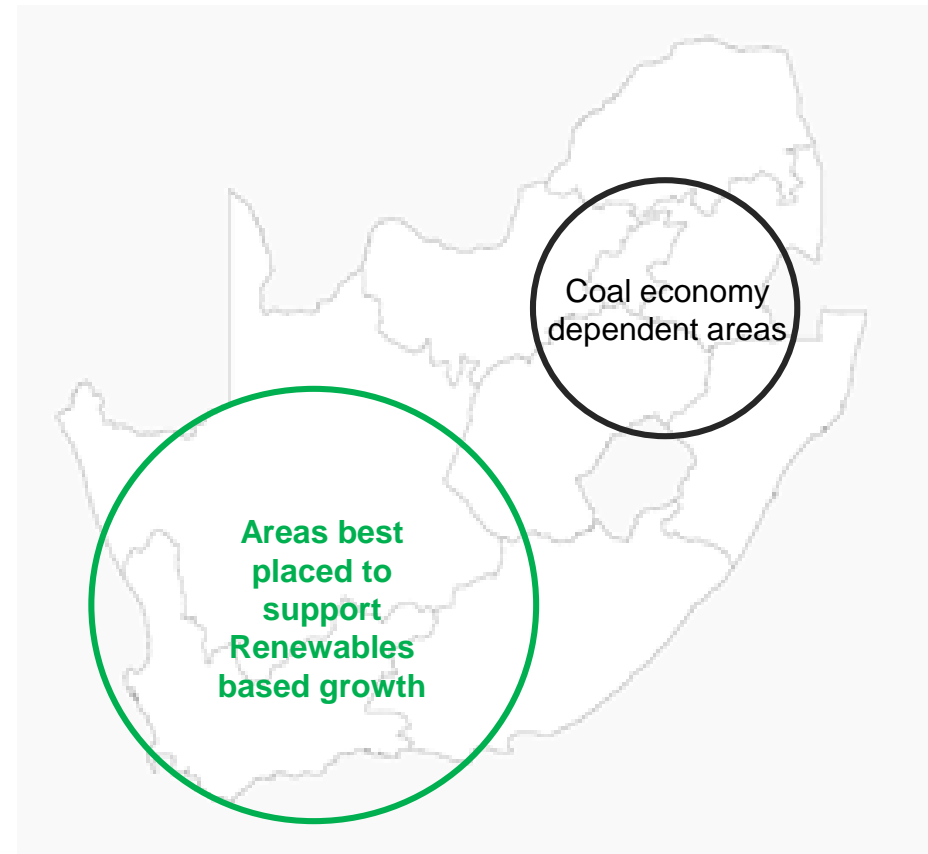 Coal economy
dependent areas
Areas best
placed to
support
Renewables
based growth